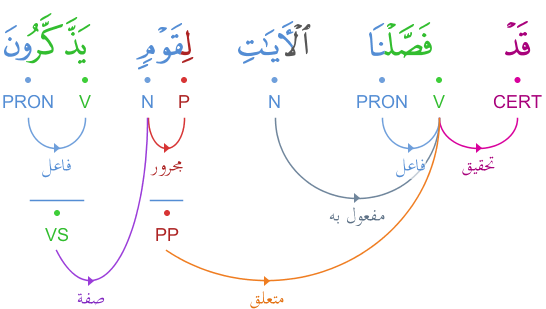 قَدْ فَصَّلْنَا ٱلْـَٔايَـٰتِ لِقَوْمٍ يَذَّكَّرُونَ
CERT V PRON N P N V PRON
تحقيق فاعل مجرور فاعل
مفعول به
PP VS
متعلق صفة